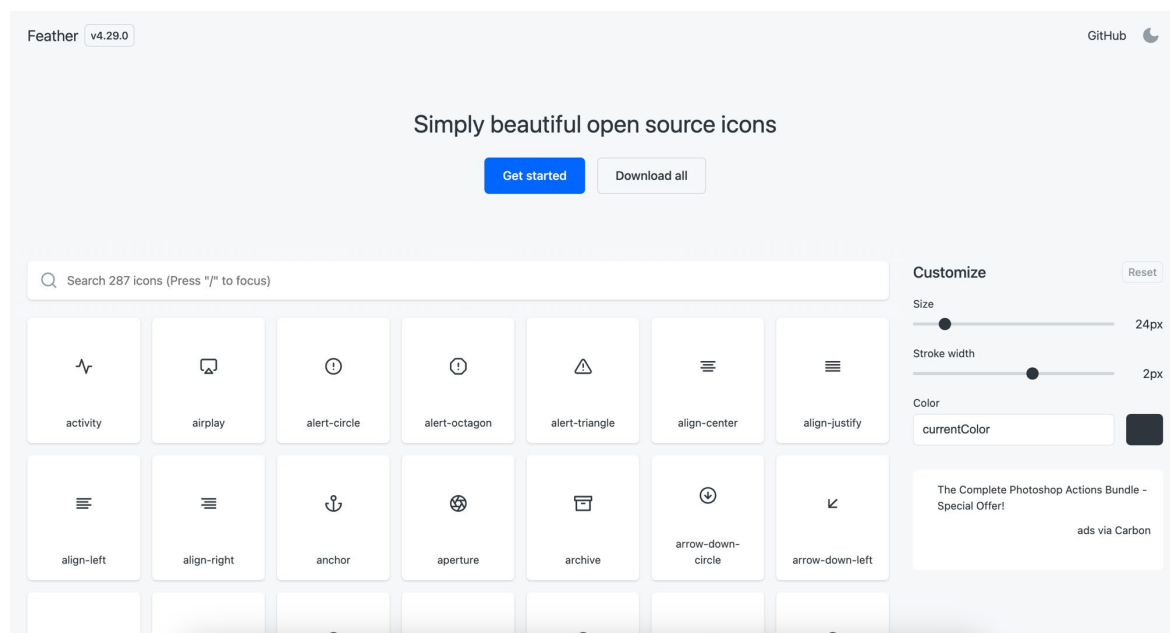 Feather v4.29.0
GitHub
Simply beautiful open source icons
Get started
Download all
Search 287 icons (Press "/" to focus)
activity
airplay
alert-circle
alert-octagon
alert-triangle
align-center
align-justify
align-left
align-right
anchor
aperture
archive
arrow-down-
circle
arrow-down-left
Customize
Reset
Size
24px
Stroke width
2px
Color
currentColor
The Complete Photoshop Actions Bundle -
Special Offer!
ads via Carbon